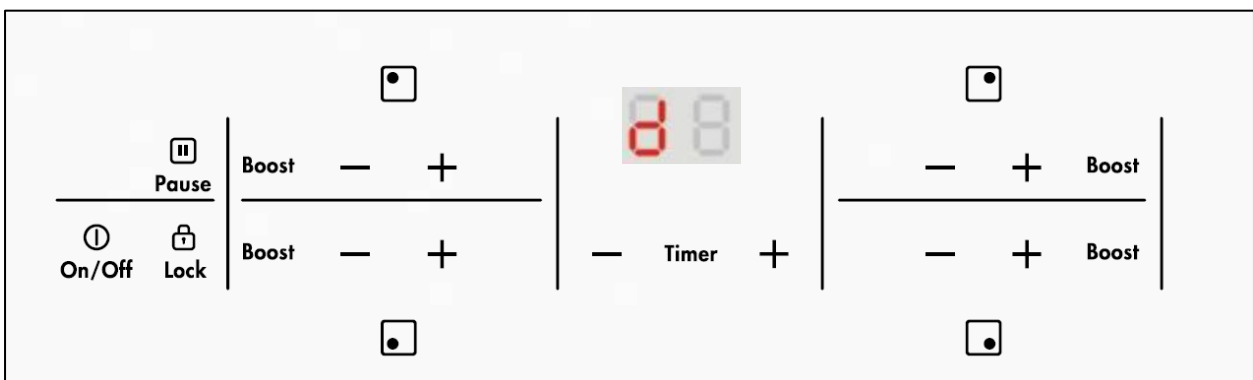 d
Pause
Boost − +
− + Boost
On/Off
Lock
Boost − +
− Timer +
− + Boost